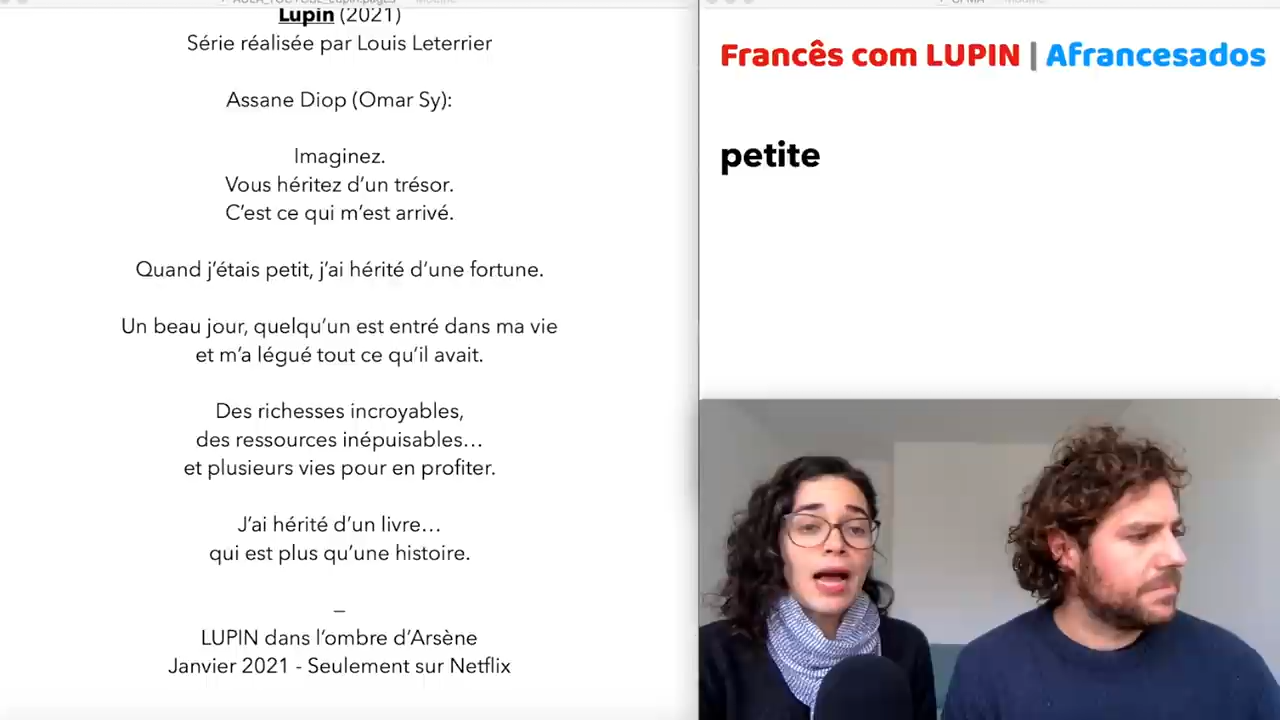 Lupin (2021)
Série réalisée par Louis Leterrier
Assane Diop (Omar Sy):
Imaginez.
Vous héritez d’un trésor.
C’est ce qui m’est arrivé.
Quand j’étais petit, j’ai hérité d’une fortune.
Un beau jour, quelqu’un est entré dans ma vie
et m’a légué tout ce qu’il avait.
Des richesses incroyables,
des ressources inépuisables…
et plusieurs vies pour en profiter.
J’ai hérité d’un livre…
qui est plus qu’une histoire.
–
LUPIN dans l’ombre d’Arsène
Janvier 2021 - Seulement sur Netflix
Francês com LUPIN | Afrancesados
petite